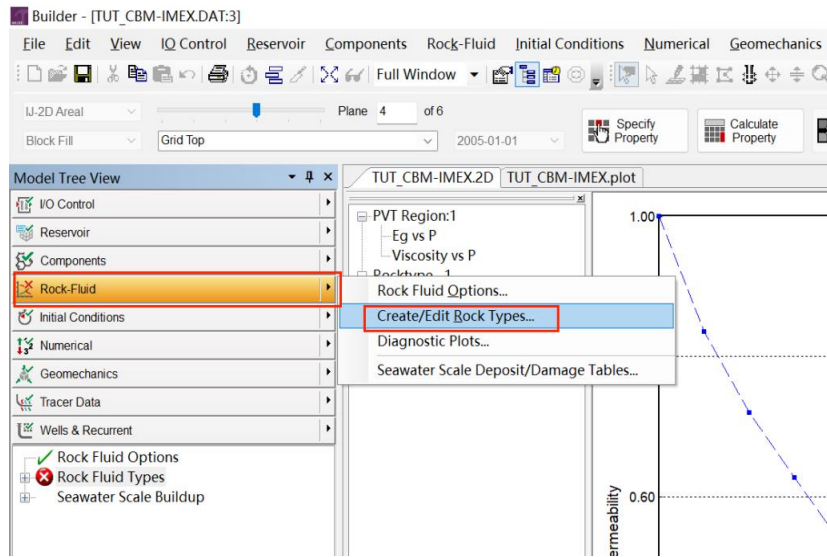 Builder - [TUT_CBM-IMEX.DAT:3]
File Edit View IO Control Reservoir Components Rock-Fluid Initial Conditions Numerical Geomechanics
Full Window
IJ-2D Areal
Plane 4 of 6
Specify Property
Calculate Property
Block Fill
Grid Top
2005-01-01
Model Tree View
TUT_CBM-IMEX.2D TUT_CBM-IMEX.plot
I/O Control
Reservoir
Components
Rock-Fluid
Initial Conditions
Numerical
Geomechanics
Tracer Data
Wells & Recurrent
Rock Fluid Options
Rock Fluid Types
Seawater Scale Buildup
PVT Region:1
Eg vs P
Viscosity vs P
Rock Fluid Options...
Create/Edit Rock Types...
Diagnostic Plots...
Seawater Scale Deposit/Damage Tables...
1.00
0.60